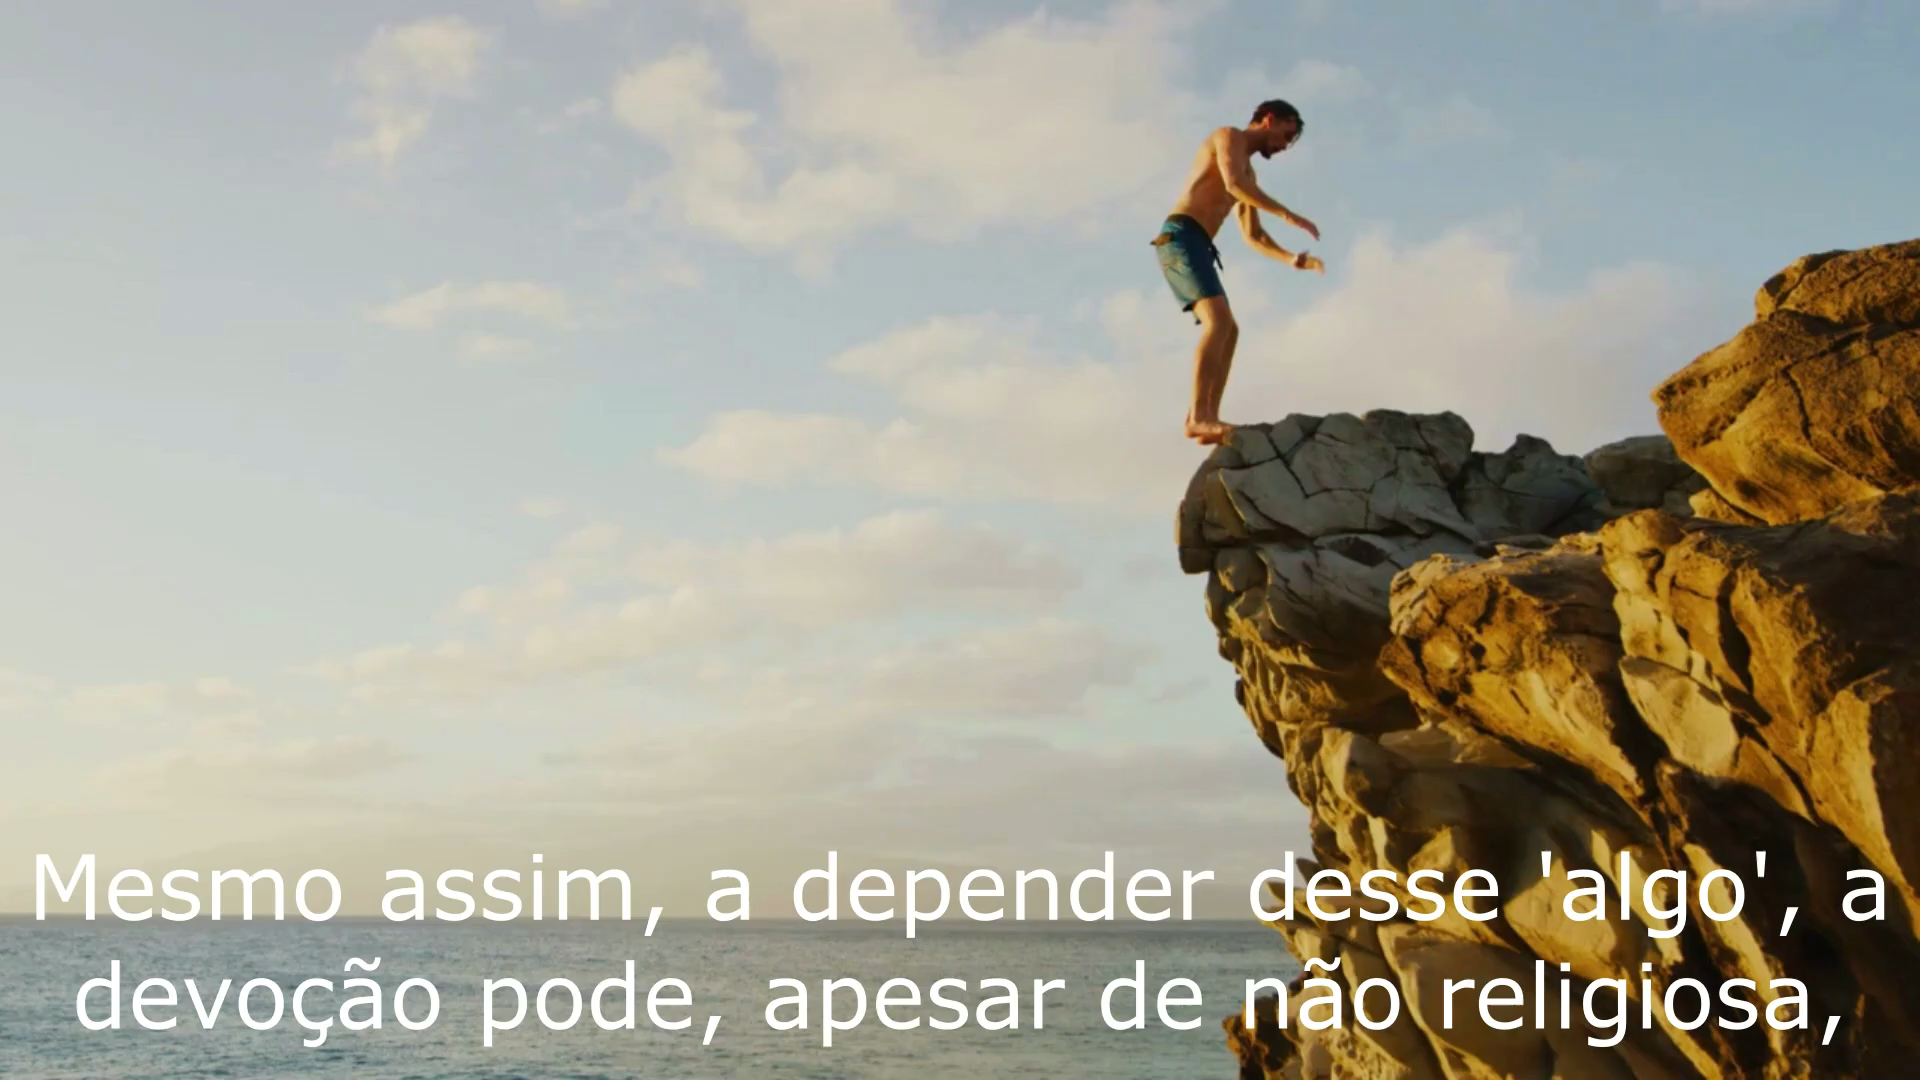 Mesmo assim, a depender desse 'algo', a
devoção pode, apesar de não religiosa,